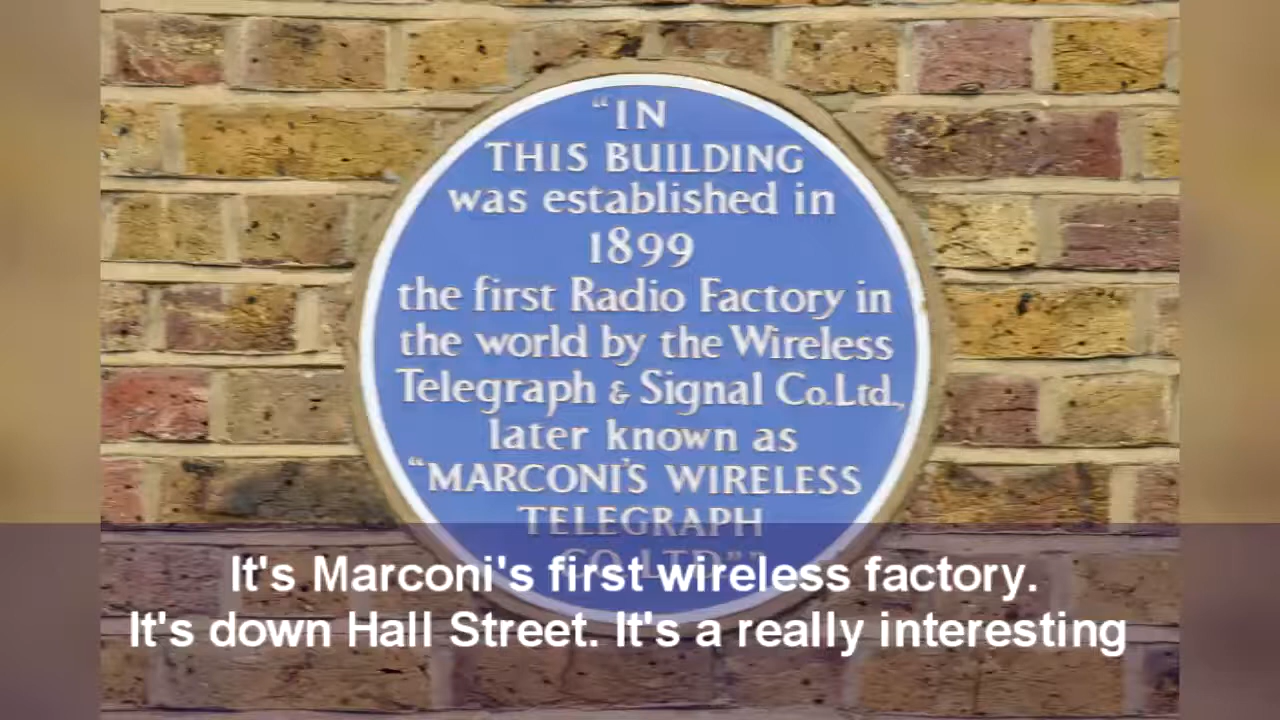 “IN
THIS BUILDING
was established in
1899
the first Radio Factory in
the world by the Wireless
Telegraph & Signal Co.Ltd.,
later known as
“MARCONI'S WIRELESS
TELEGRAPH
CO. LTD””
It's Marconi's first wireless factory.
It's down Hall Street. It's a really interesting